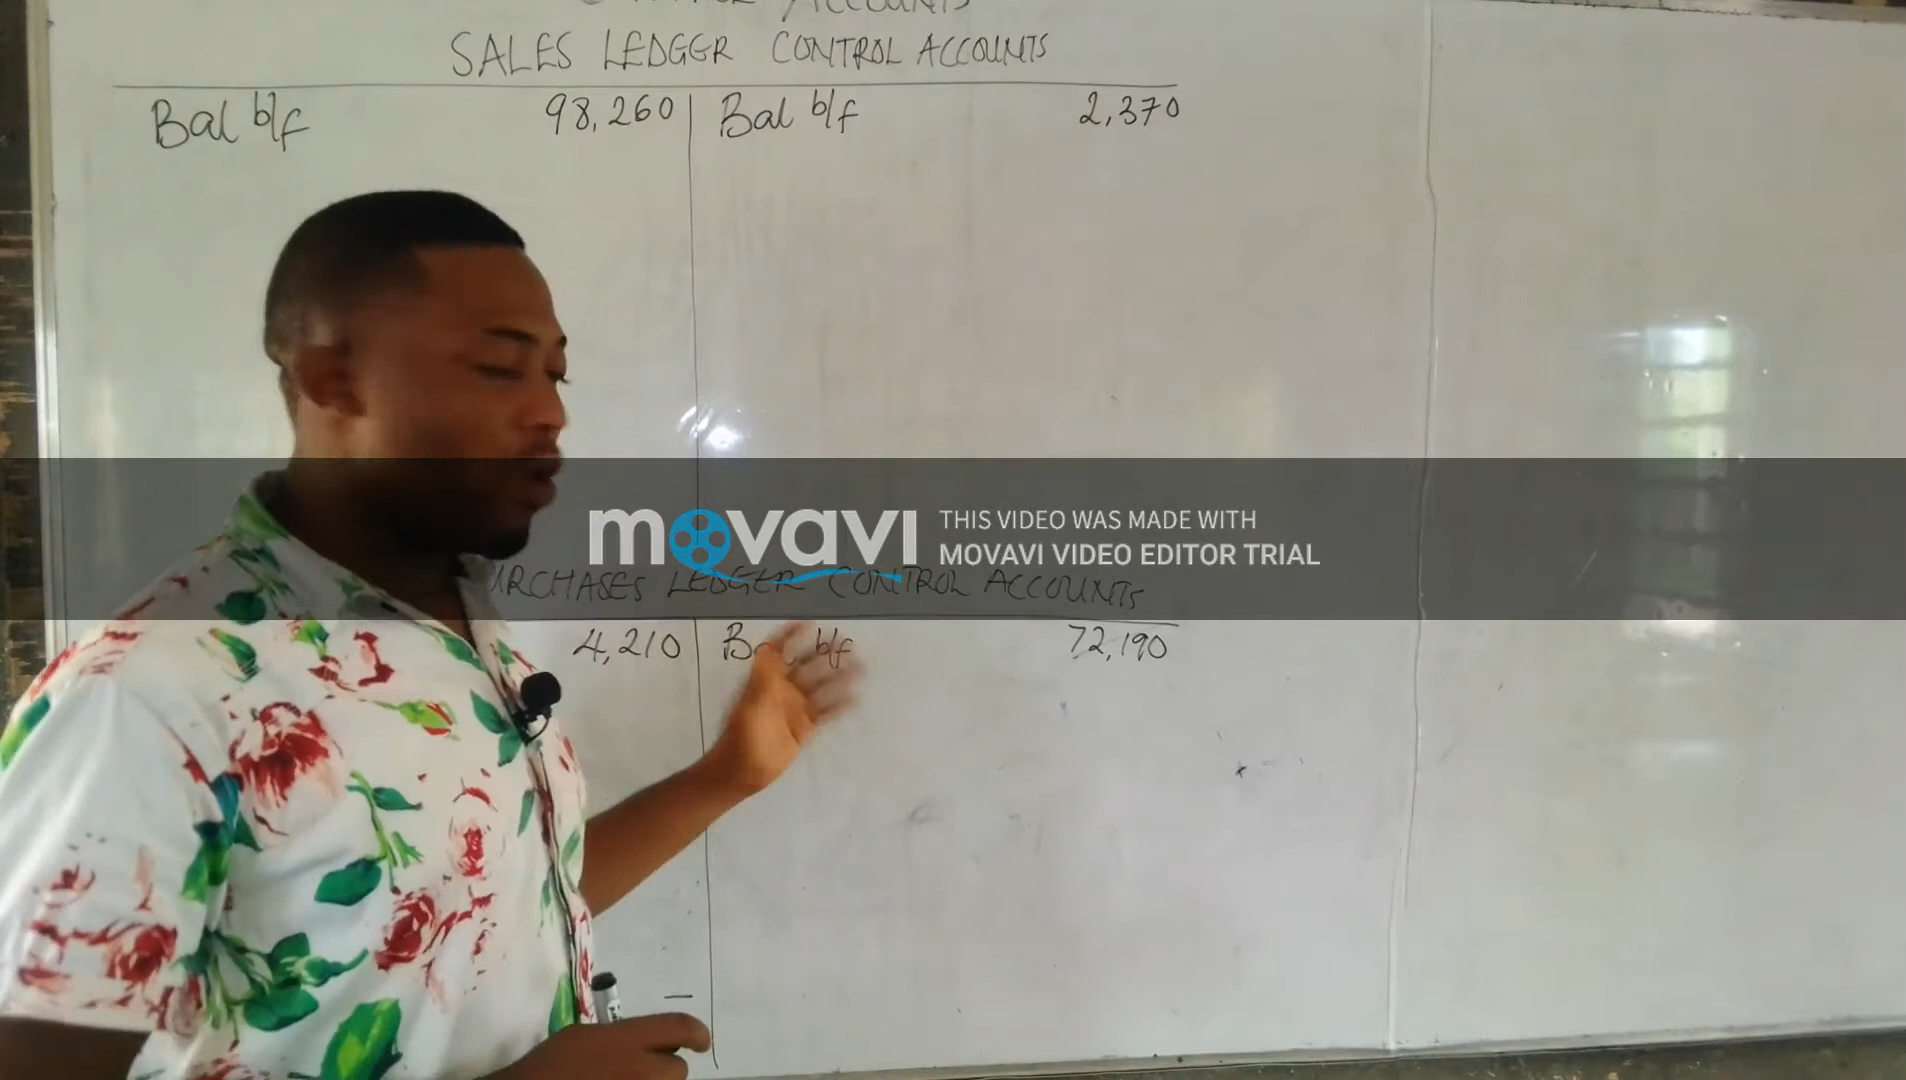 ACCOUNTS
SALES LEDGER CONTROL ACCOUNTS
Bal b/f 98,260 Bal b/f 2,370
movavi THIS VIDEO WAS MADE WITH
MOVAVI VIDEO EDITOR TRIAL
URCHASES LEDGER CONTROL ACCOUNTS
4,210 Bal b/f 72,190